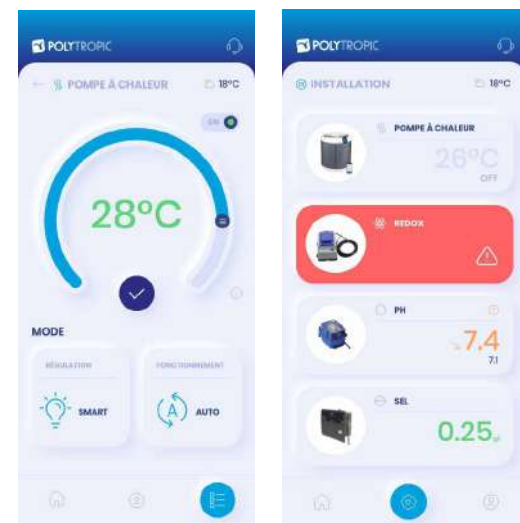 POLYTROPIC
POMPE À CHALEUR
18°C
ON
28°C
MODE
RÉGULATION
FONCTIONNEMENT
SMART
A
AUTO
POLYTROPIC
INSTALLATION
18°C
POMPE À CHALEUR
26°C
OFF
REDOX
PH
7.4
7.1
SEL
0.25